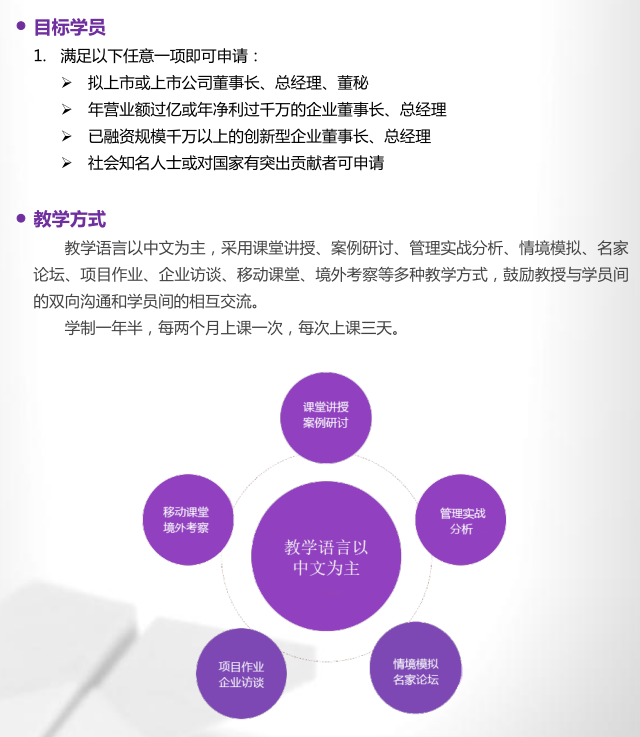 ● 目标学员
1. 满足以下任意一项即可申请：
➢ 拟上市或上市公司董事长、总经理、董秘
➢ 年营业额过亿或年净利过千万的企业董事长、总经理
➢ 已融资规模千万以上的创新型企业董事长、总经理
➢ 社会知名人士或对国家有突出贡献者可申请
● 教学方式
教学语言以中文为主，采用课堂讲授、案例研讨、管理实战分析、情境模拟、名家
论坛、项目作业、企业访谈、移动课堂、境外考察等多种教学方式，鼓励教授与学员间
的双向沟通和学员间的相互交流。
学制一年半，每两个月上课一次，每次上课三天。
课堂讲授
案例研讨
移动课堂
境外考察
管理实战
分析
教学语言以
中文为主
项目作业
企业访谈
情境模拟
名家论坛